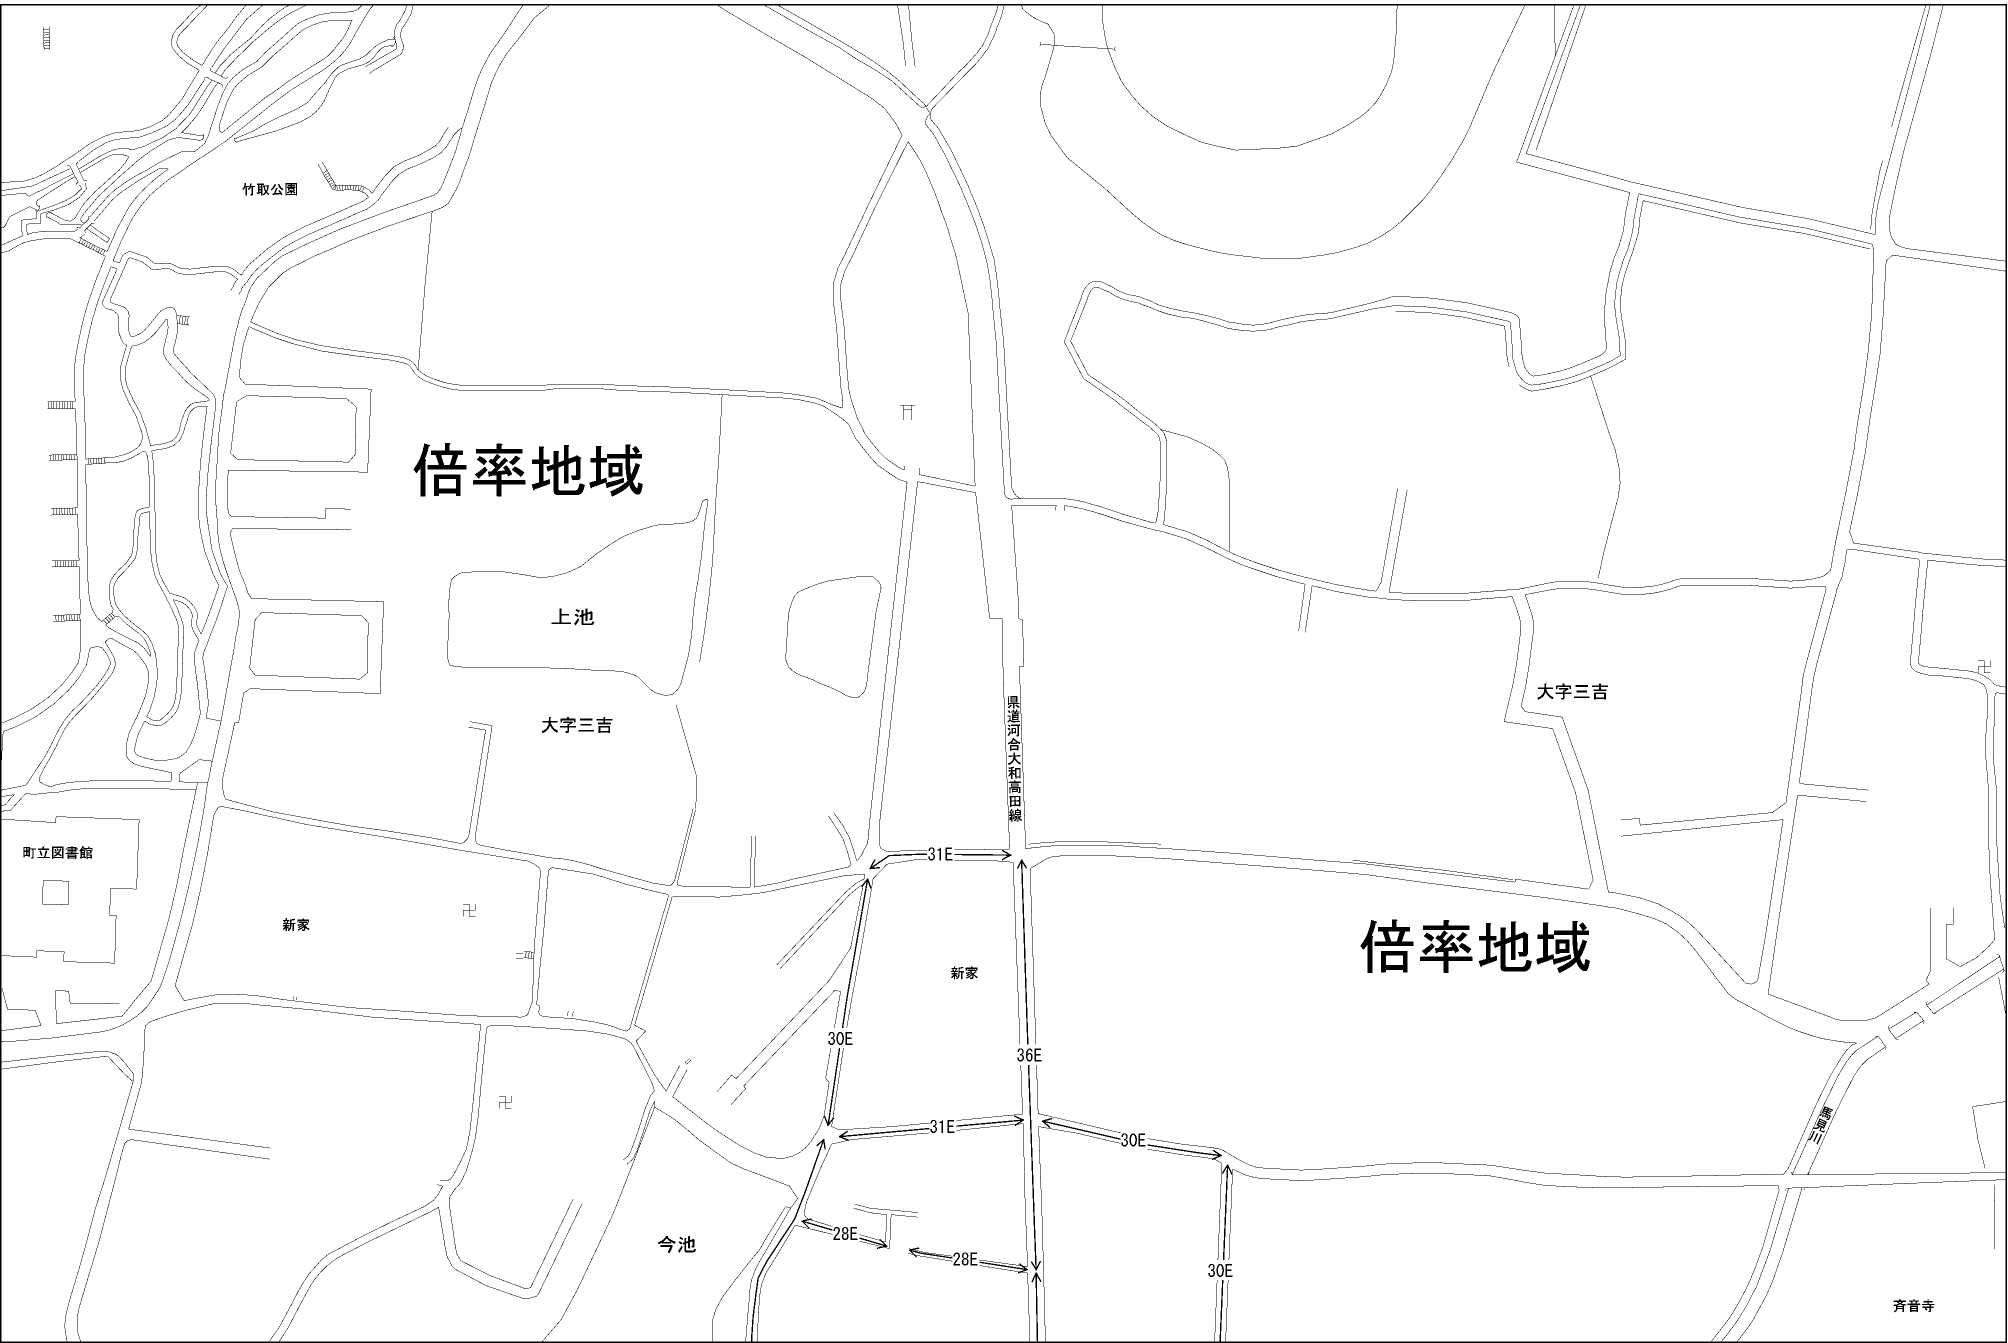 竹取公園
倍率地域
上池
大字三吉
大字三吉
県道河合大和高田線
町立図書館
31E
新家
倍率地域
新家
30E
36E
31E
30E
馬見川
28E
今池
28E
30E
斉音寺